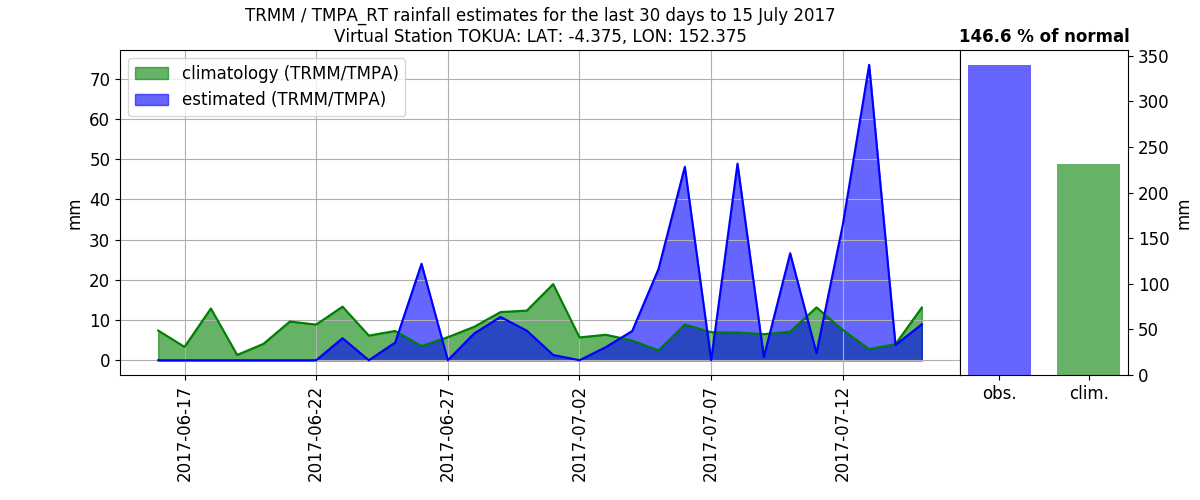 TRMM / TMPA_RT rainfall estimates for the last 30 days to 15 July 2017
Virtual Station TOKUA: LAT: -4.375, LON: 152.375
146.6 % of normal
climatology (TRMM/TMPA)
estimated (TRMM/TMPA)
mm
70
60
50
40
30
20
10
0
2017-06-17
2017-06-22
2017-06-27
2017-07-02
2017-07-07
2017-07-12
350
300
250
200
150
100
50
0
mm
obs.
clim.